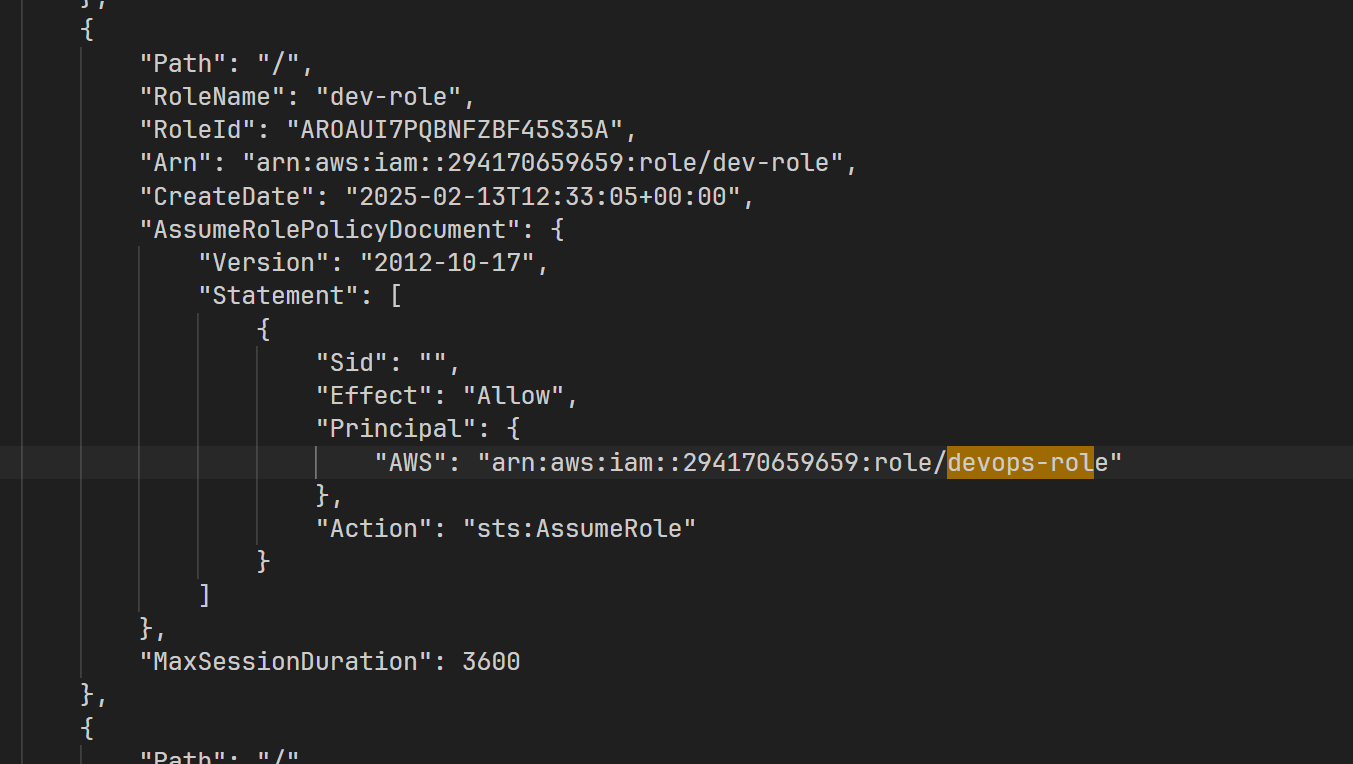 },
{
"Path": "/",
"RoleName": "dev-role",
"RoleId": "AROAUI7PQBNFZBF45S35A",
"Arn": "arn:aws:iam::294170659659:role/dev-role",
"CreateDate": "2025-02-13T12:33:05+00:00",
"AssumeRolePolicyDocument": {
"Version": "2012-10-17",
"Statement": [
{
"Sid": "",
"Effect": "Allow",
"Principal": {
"AWS": "arn:aws:iam::294170659659:role/devops-role"
},
"Action": "sts:AssumeRole"
}
]
},
"MaxSessionDuration": 3600
},
{
"Path": "/"